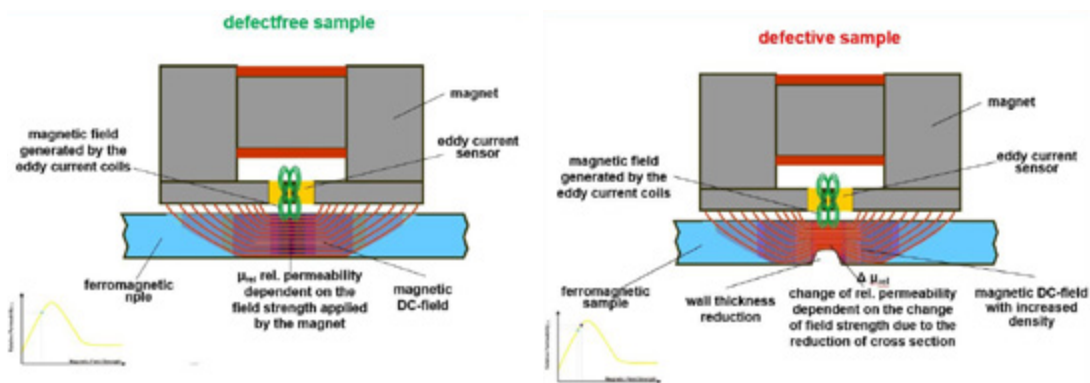 defectfree sample
magnet
magnetic field
generated by the
eddy current coils
eddy current
sensor
ferromagnetic
nple
μrel rel. permeability
dependent on the
field strength applied
by the magnet
magnetic
DC-field
defective sample
magnet
magnetic field
generated by the
eddy current coils
eddy current
sensor
ferromagnetic
sample
wall thickness
reduction
Δ μrel
change of rel. permeability
dependent on the change
of field strength due to the
reduction of cross section
magnetic DC-field
with increased
density